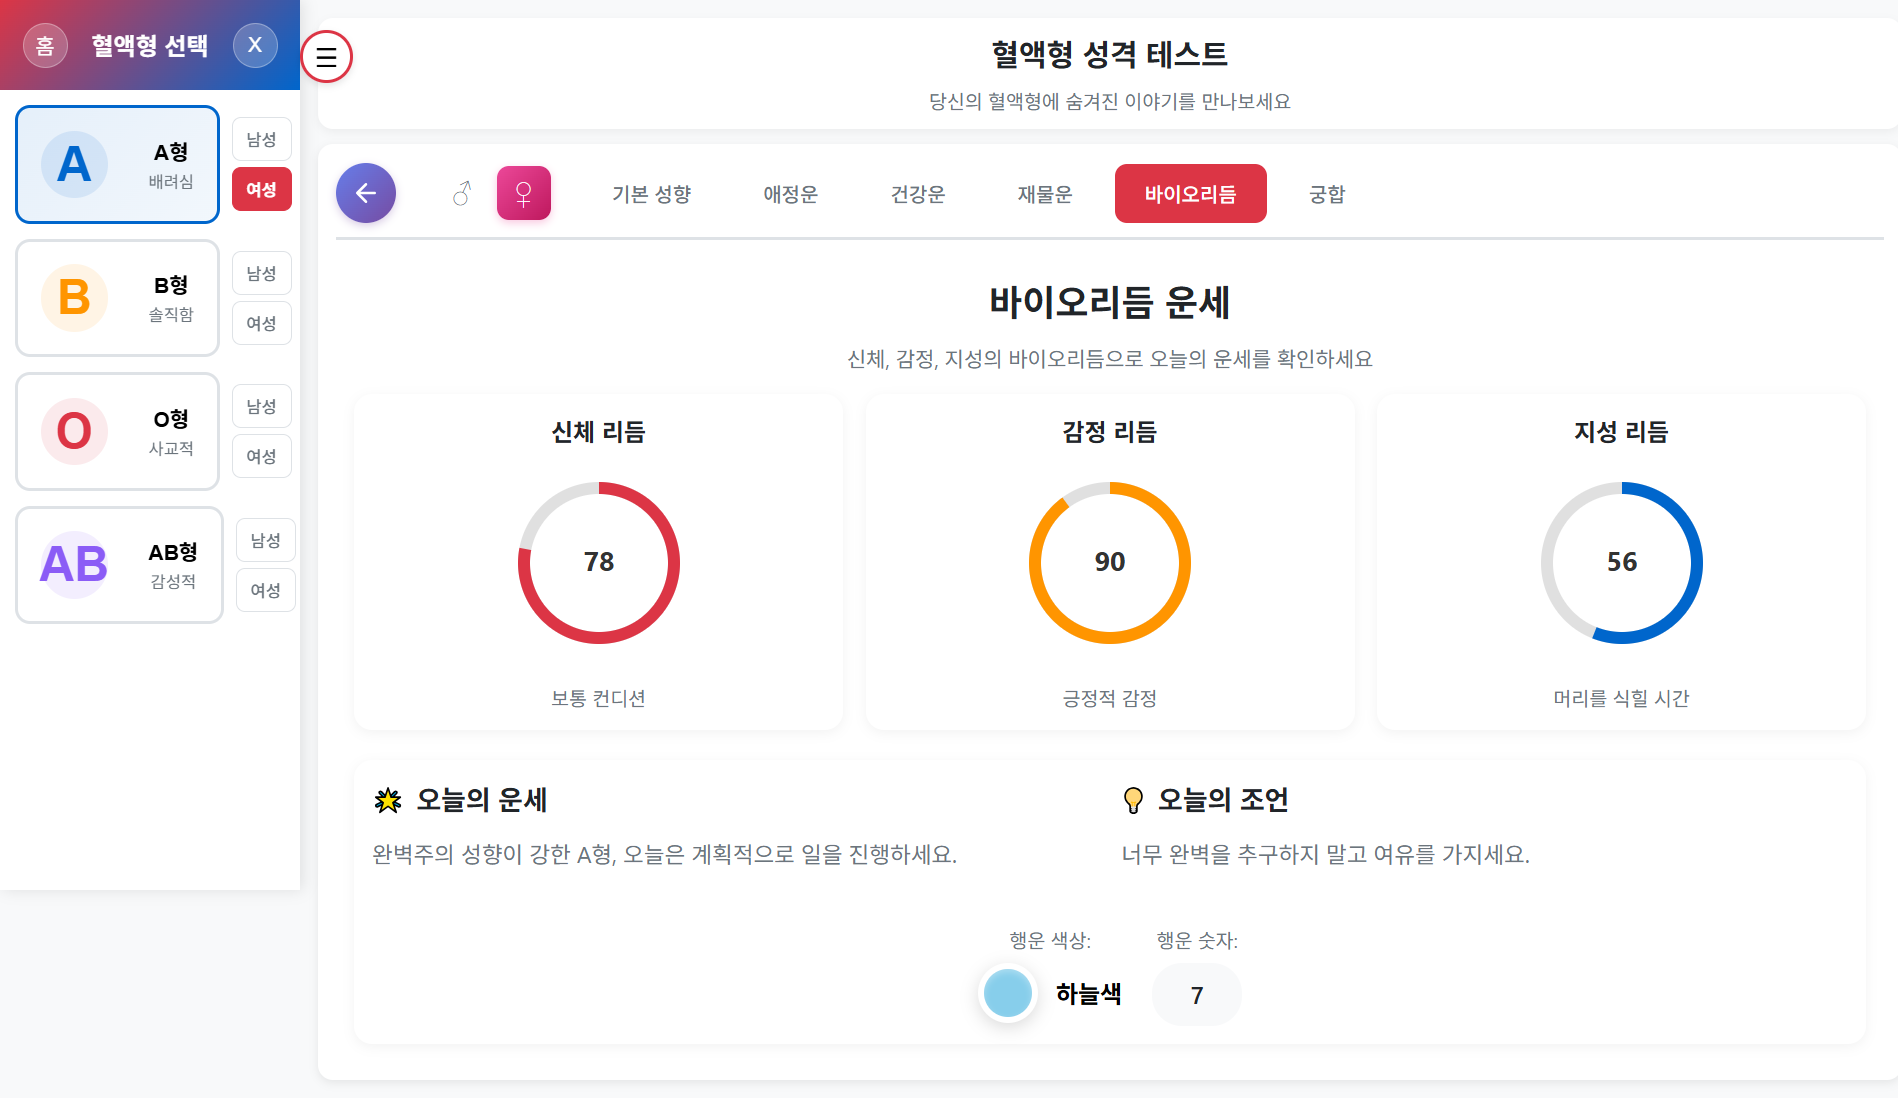 홈
혈액형 선택
X
A
A형
배려심
남성
여성
B
B형
솔직함
남성
여성
O
O형
사교적
남성
여성
AB
AB형
감성적
남성
여성
☰
혈액형 성격 테스트
당신의 혈액형에 숨겨진 이야기를 만나보세요
←
♂
♀
기본 성향
애정운
건강운
재물운
바이오리듬
궁합
바이오리듬 운세
신체, 감정, 지성의 바이오리듬으로 오늘의 운세를 확인하세요
신체 리듬
78
보통 컨디션
감정 리듬
90
긍정적 감정
지성 리듬
56
머리를 식힐 시간
🌟 오늘의 운세
완벽주의 성향이 강한 A형, 오늘은 계획적으로 일을 진행하세요.
💡 오늘의 조언
너무 완벽을 추구하지 말고 여유를 가지세요.
행운 색상:
하늘색
행운 숫자:
7